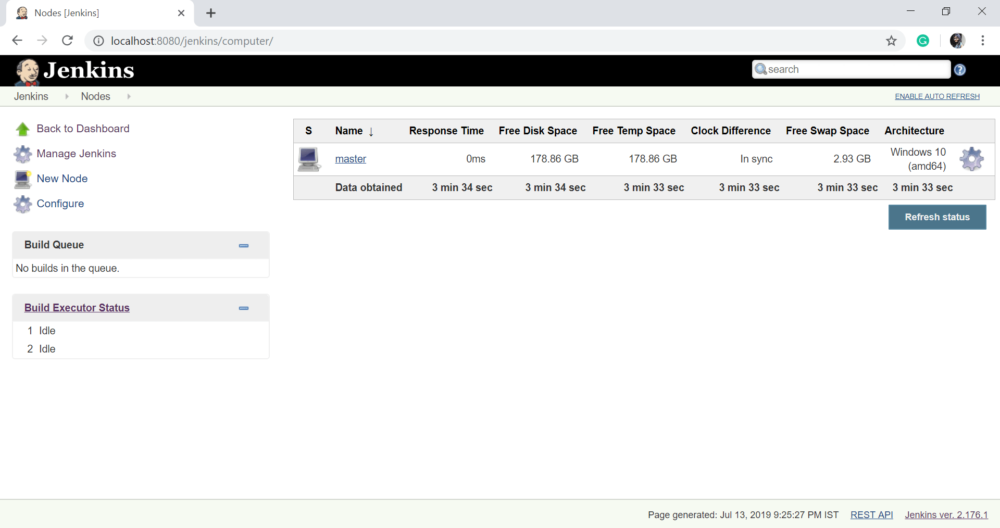 Nodes [Jenkins]
localhost:8080/jenkins/computer/
Jenkins
search
Jenkins Nodes ENABLE AUTO REFRESH
Back to Dashboard
Manage Jenkins
New Node
Configure
Build Queue
No builds in the queue.
Build Executor Status
1 Idle
2 Idle
S Name ↓ Response Time Free Disk Space Free Temp Space Clock Difference Free Swap Space Architecture
master 0ms 178.86 GB 178.86 GB In sync 2.93 GB Windows 10
(amd64)
Data obtained 3 min 34 sec 3 min 34 sec 3 min 33 sec 3 min 33 sec 3 min 33 sec 3 min 33 sec
Refresh status
Page generated: Jul 13, 2019 9:25:27 PM IST REST API Jenkins ver. 2.176.1